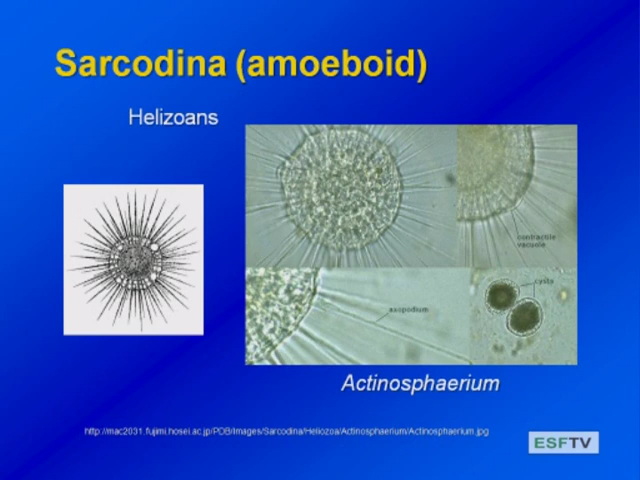 Sarcodina (amoeboid)
Helizoans
contractile
vacuole
axopodium
cysts
Actinosphaerium
http://mac2031.fujimi.hosei.ac.jp/PDB/Images/Sarcodina/Heliozoa/Actinosphaerium/Actinosphaerium.jpg
ESFTV